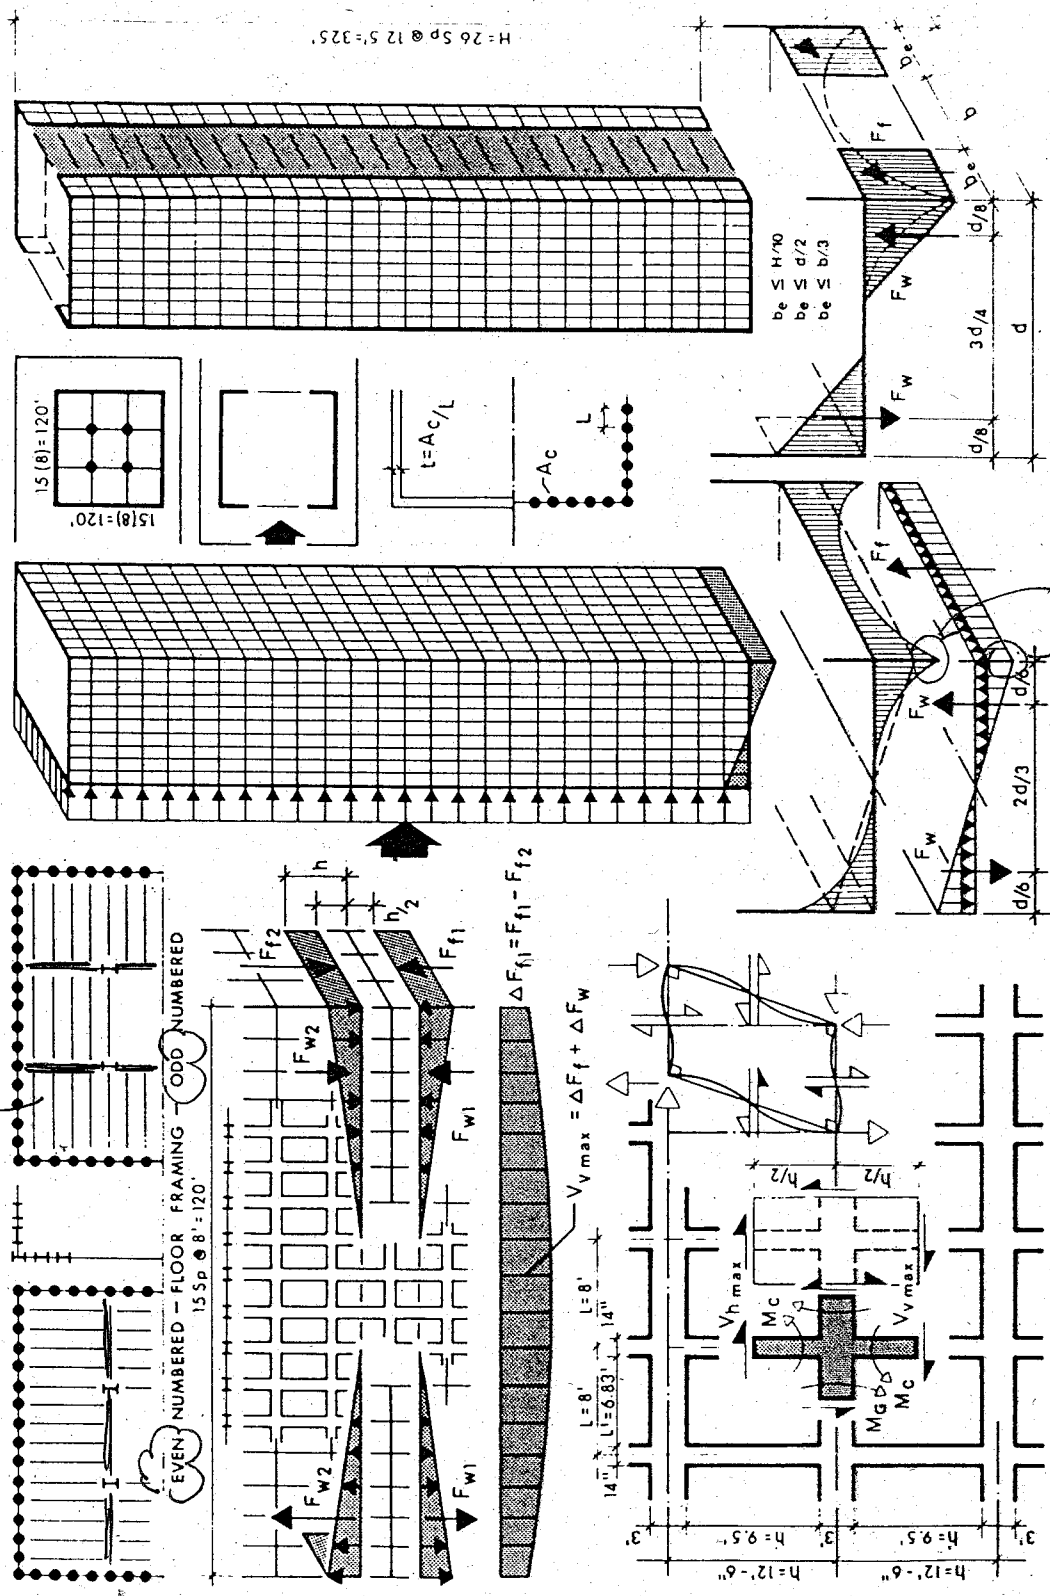 H = 26 Sp @ 12.5' = 325'
15 (8) = 120'
15(8)=120'
t = Ac/L
Ac
L
be ≤ H/10
be ≤ d/2
be ≤ b/3
Fw
Fw
Ff
be
b
be
d/8
3d/4
d/8
d
Fw
Fw
Ff
d/6
2d/3
d/6
EVEN NUMBERED - FLOOR FRAMING - ODD NUMBERED
15 Sp @ 8' = 120'
Fw2
Fw1
Fw2
Fw1
Ff2
Ff1
h
h/2
ΔFf1 = Ff1 - Ff2
Vv max = ΔFf + ΔFw
L = 8'
L = 8'
14"
L' = 6.83'
14"
Vh max
Mc
MG
Mc
Vv max
h/2
h/2
3'
h' = 9.5'
3'
h' = 9.5'
3'
h = 12'-6"
h = 12'-6"